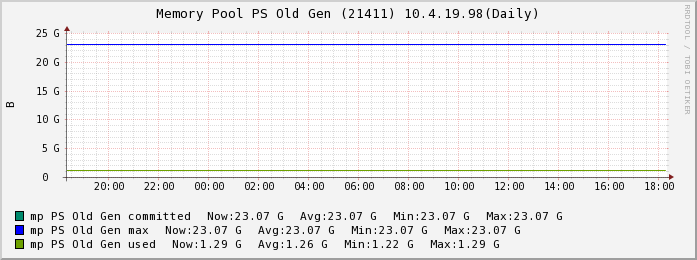 Memory Pool PS Old Gen (21411) 10.4.19.98(Daily)
RRDTOOL / TOBI OETIKER
25 G
20 G
15 G
10 G
5 G
0
B
20:00 22:00 00:00 02:00 04:00 06:00 08:00 10:00 12:00 14:00 16:00 18:00
mp PS Old Gen committed Now:23.07 G Avg:23.07 G Min:23.07 G Max:23.07 G
mp PS Old Gen max Now:23.07 G Avg:23.07 G Min:23.07 G Max:23.07 G
mp PS Old Gen used Now:1.29 G Avg:1.26 G Min:1.22 G Max:1.29 G